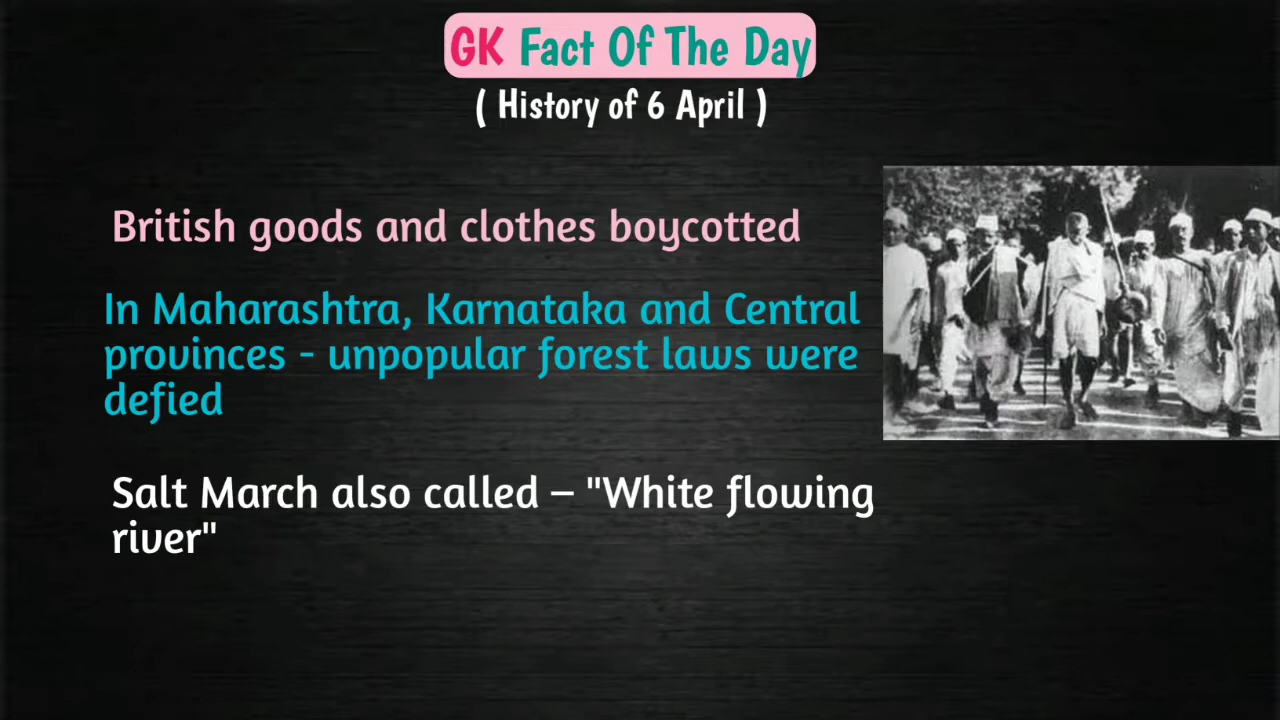 GK Fact Of The Day
( History of 6 April )
British goods and clothes boycotted
In Maharashtra, Karnataka and Central
provinces - unpopular forest laws were
defied
Salt March also called – "White flowing
river"